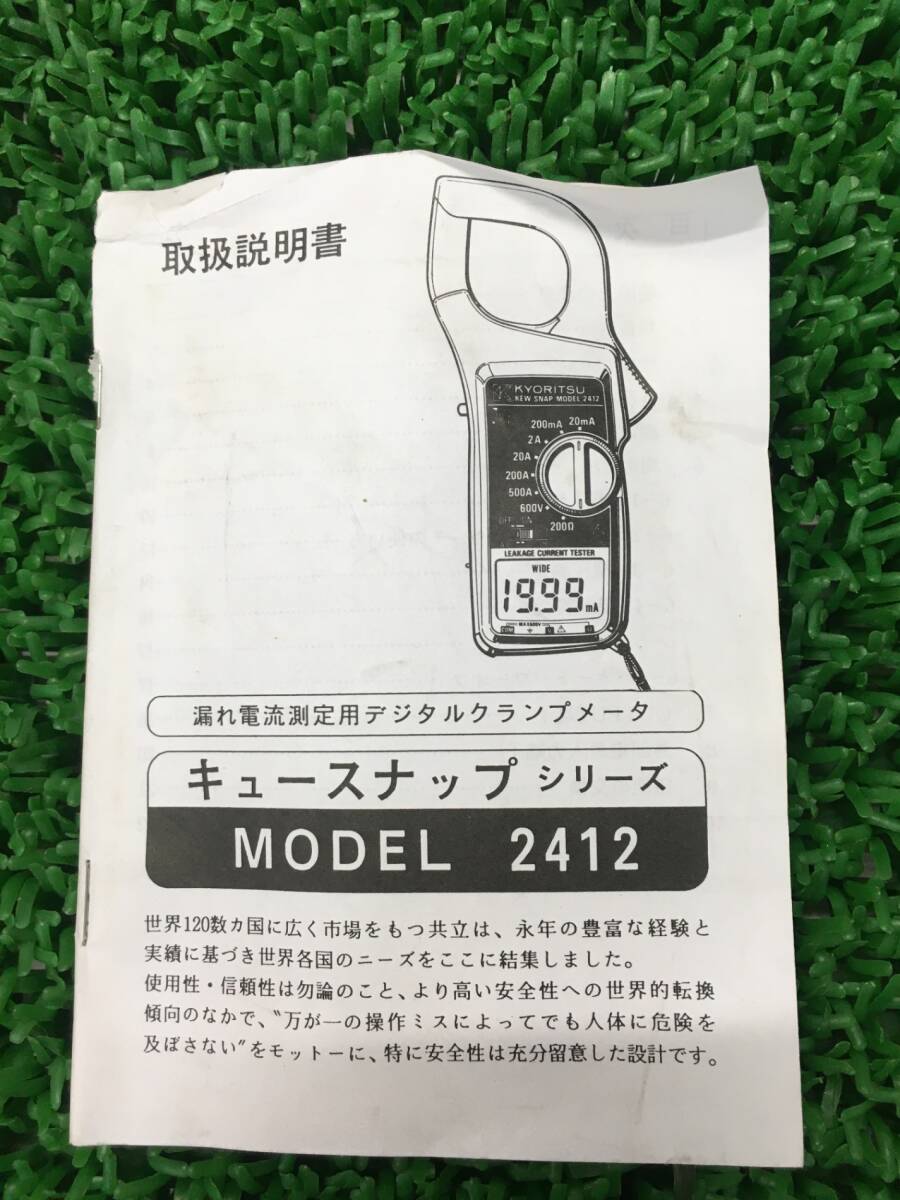 取扱説明書
KYORITSU
KEW SNAP MODEL 2412
200mA 20mA
2A
20A
200A
500A
600V
200Ω
LEAKAGE CURRENT TESTER
WIDE
19.99 mA
漏れ電流測定用デジタルクランプメータ
キュースナップ シリーズ
MODEL 2412
世界120数カ国に広く市場をもつ共立は、永年の豊富な経験と
実績に基づき世界各国のニーズをここに結集しました。
使用性・信頼性は勿論のこと、より高い安全性への世界的転換
傾向のなかで、〝万が一の操作ミスによってでも人体に危険を
及ぼさない〟をモットーに、特に安全性は充分留意した設計です。